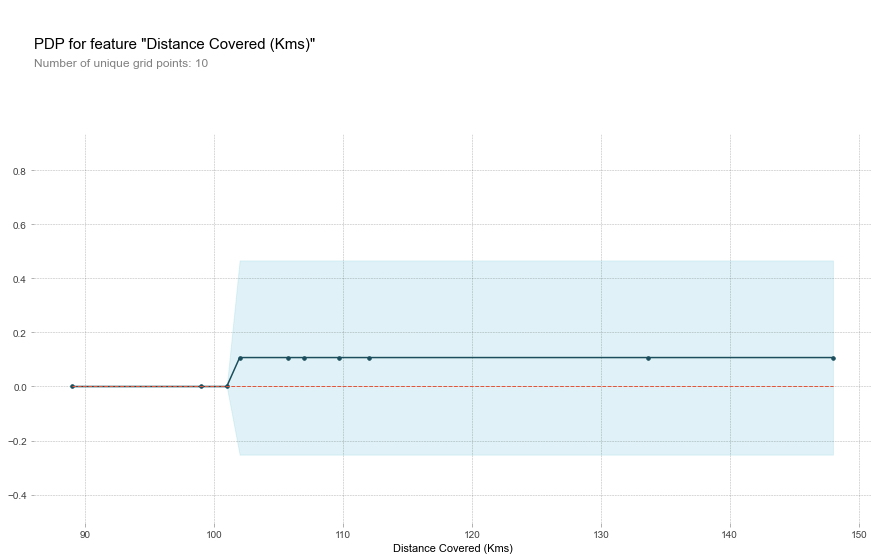 PDP for feature "Distance Covered (Kms)"
Number of unique grid points: 10
0.8
0.6
0.4
0.2
0.0
−0.2
−0.4
90 100 110 120 130 140 150
Distance Covered (Kms)